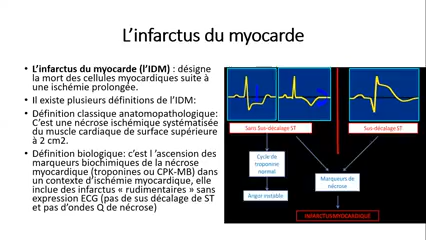 L'infarctus du myocarde
• L'infarctus du myocarde (l'IDM) : désigne
la mort des cellules myocardiques suite à
une ischémie prolongée.
• Il existe plusieurs définitions de l'IDM:
• Définition classique anatomopathologique:
C'est une nécrose ischémique systématisée
du muscle cardiaque de surface supérieure
à 2 cm2.
• Définition biologique: c'est l 'ascension des
marqueurs biochimiques de la nécrose
myocardique (troponines ou CPK-MB) dans
un contexte d'ischémie myocardique, elle
inclue des infarctus « rudimentaires » sans
expression ECG (pas de sus décalage de ST
et pas d'ondes Q de nécrose)
Sans Sus-décalage ST
Sus-décalage ST
Cycle de
troponine
normal
Marqueurs de
nécrose
Angor instable
INFARCTUS MYOCARDIQUE